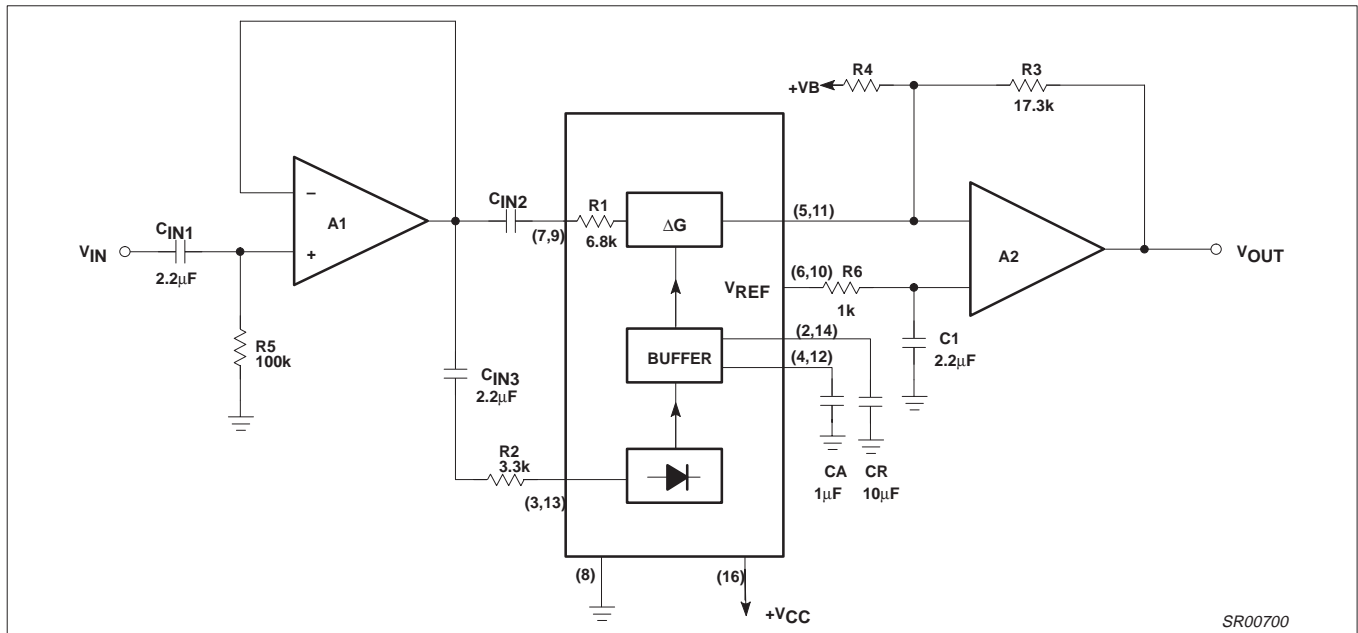 R4
R3
+VB
17.3k
−
A1
+
CIN1
VIN
2.2µF
R5
100k
CIN2
(7,9)
R1
6.8k
ΔG
(5,11)
A2
VOUT
VREF
(6,10)
R6
1k
C1
2.2µF
BUFFER
(2,14)
(4,12)
CIN3
2.2µF
R2
3.3k
(3,13)
CA
1µF
CR
10µF
(8)
(16)
+VCC
SR00700